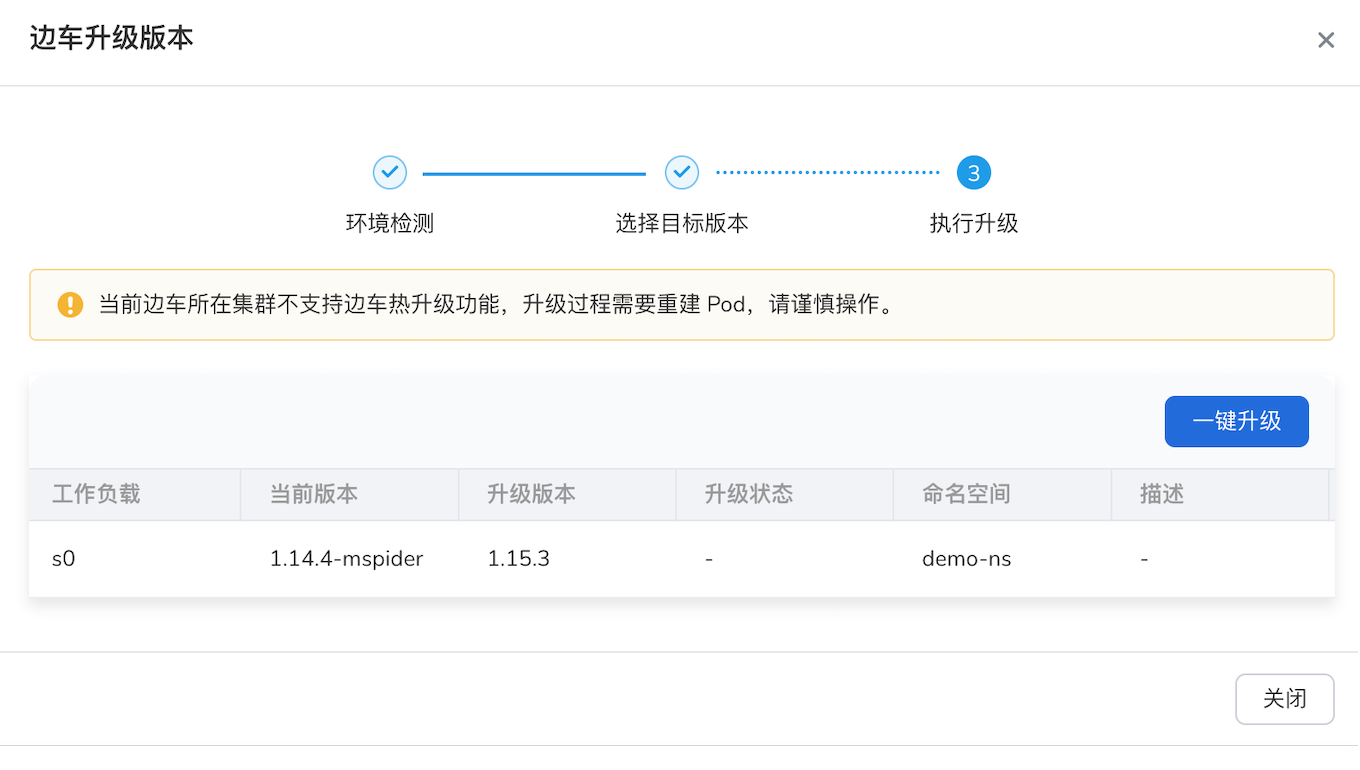 边车升级版本
3
环境检测 选择目标版本 执行升级
当前边车所在集群不支持边车热升级功能，升级过程需要重建 Pod，请谨慎操作。
一键升级
工作负载 当前版本 升级版本 升级状态 命名空间 描述
s0 1.14.4-mspider 1.15.3 - demo-ns -
关闭